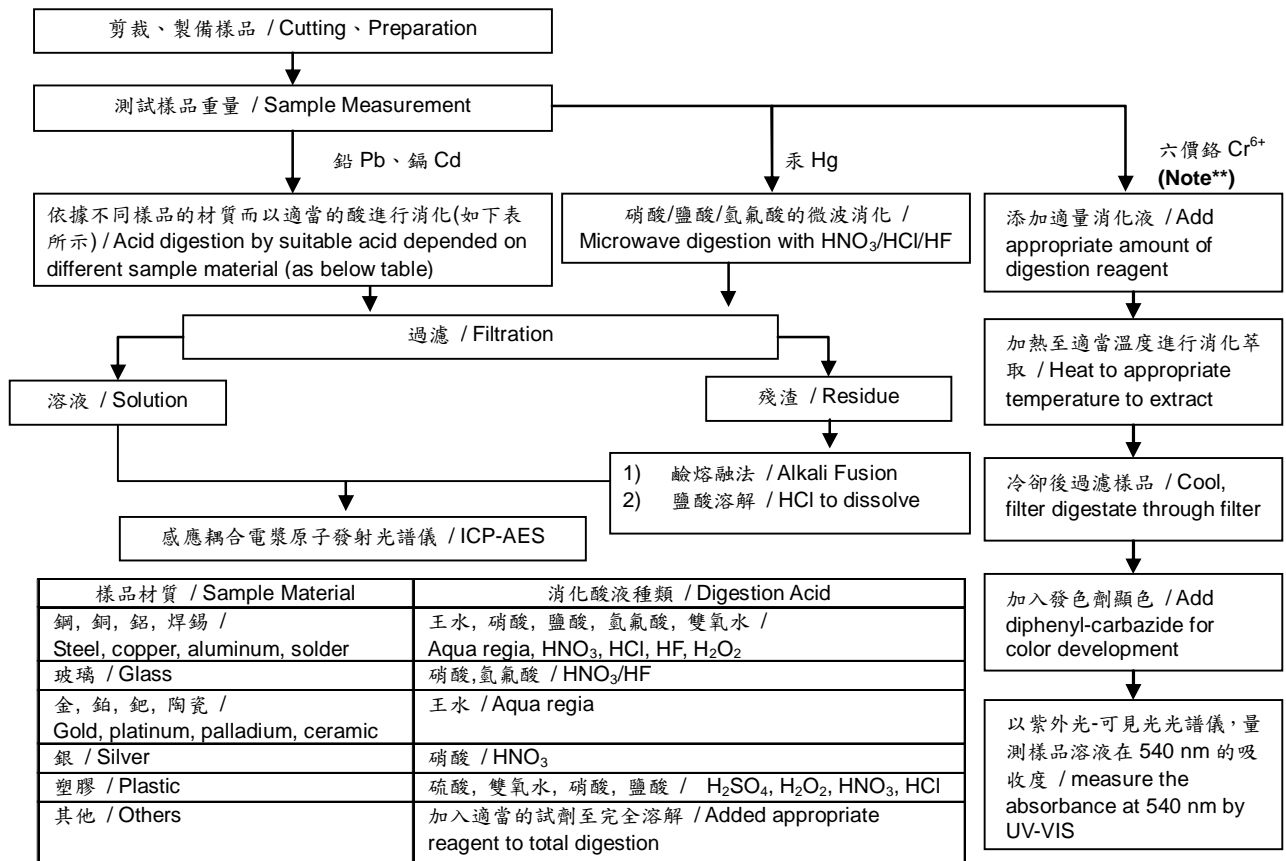 剪裁、製備樣品 / Cutting、Preparation
測試樣品重量 / Sample Measurement
鉛 Pb、鎘 Cd
汞 Hg
六價鉻 Cr⁶⁺
(Note**)
依據不同樣品的材質而以適當的酸進行消化(如下表
所示) / Acid digestion by suitable acid depended on
different sample material (as below table)
硝酸/鹽酸/氫氟酸的微波消化 /
Microwave digestion with HNO₃/HCl/HF
添加適量消化液 / Add
appropriate amount of
digestion reagent
過濾 / Filtration
加熱至適當溫度進行消化萃
取 / Heat to appropriate
temperature to extract
溶液 / Solution
殘渣 / Residue
1) 鹼熔融法 / Alkali Fusion
2) 鹽酸溶解 / HCl to dissolve
冷卻後過濾樣品 / Cool,
filter digestate through filter
感應耦合電漿原子發射光譜儀 / ICP-AES
加入發色劑顯色 / Add
diphenyl-carbazide for
color development
以紫外光-可見光光譜儀，量
測樣品溶液在 540 nm 的吸
收度 / measure the
absorbance at 540 nm by
UV-VIS
樣品材質 / Sample Material
消化酸液種類 / Digestion Acid
鋼, 銅, 鋁, 焊錫 /
Steel, copper, aluminum, solder
王水, 硝酸, 鹽酸, 氫氟酸, 雙氧水 /
Aqua regia, HNO₃, HCl, HF, H₂O₂
玻璃 / Glass
硝酸,氫氟酸 / HNO₃/HF
金, 鉑, 鈀, 陶瓷 /
Gold, platinum, palladium, ceramic
王水 / Aqua regia
銀 / Silver
硝酸 / HNO₃
塑膠 / Plastic
硫酸, 雙氧水, 硝酸, 鹽酸 / H₂SO₄, H₂O₂, HNO₃, HCl
其他 / Others
加入適當的試劑至完全溶解 / Added appropriate
reagent to total digestion